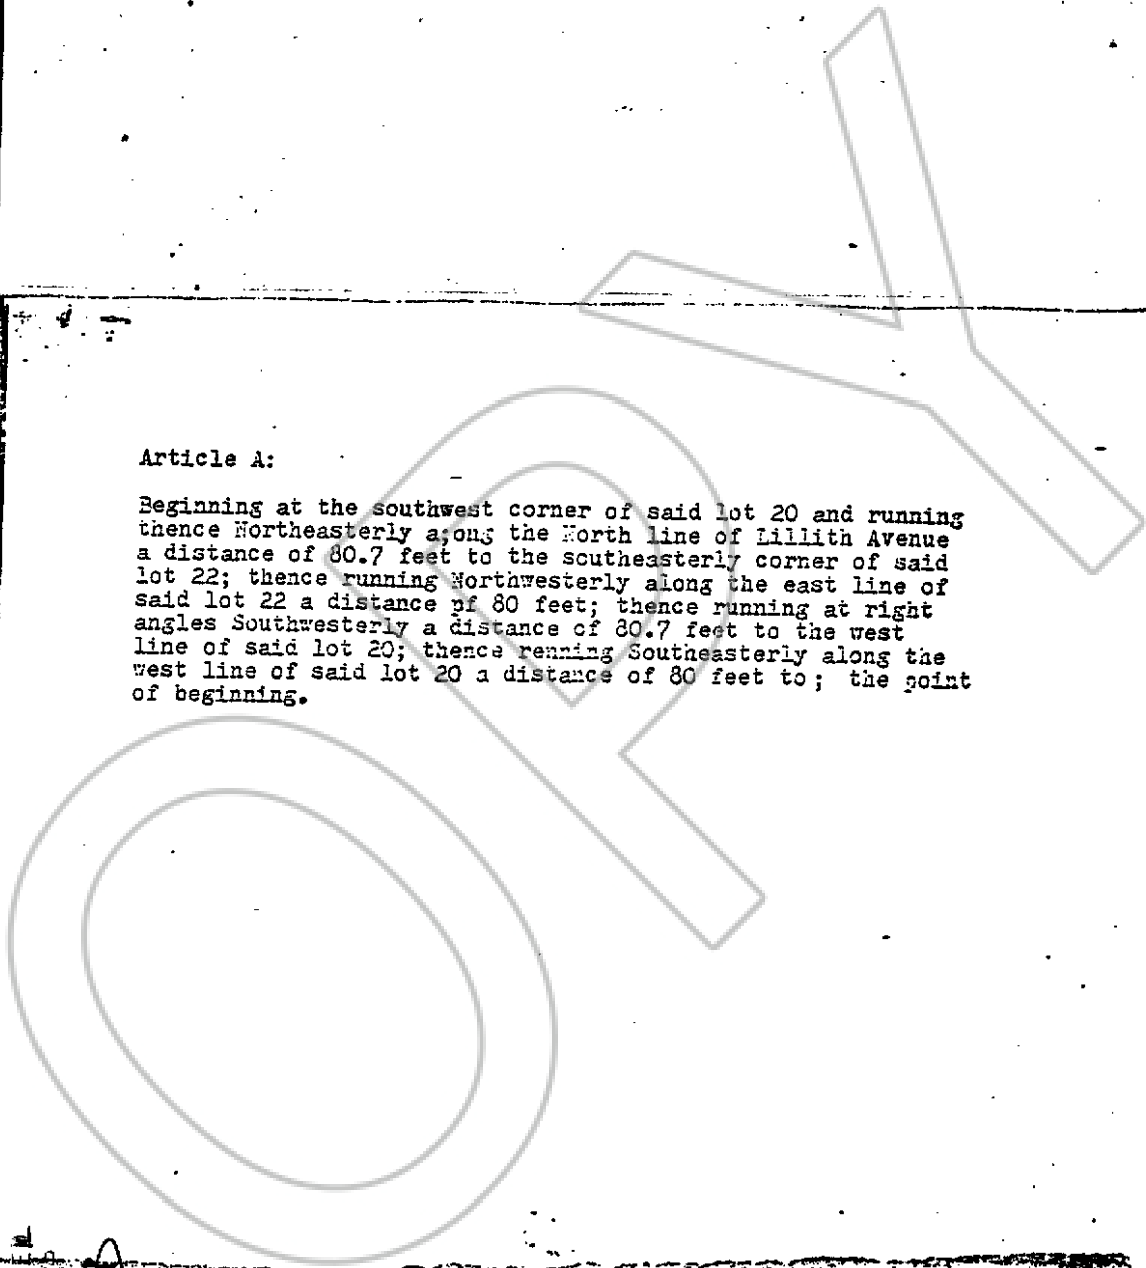 Article A:
Beginning at the southwest corner of said lot 20 and running
thence Northeasterly a;ong the North line of Lillith Avenue
a distance of 80.7 feet to the southeasterly corner of said
lot 22; thence running Northwesterly along the east line of
said lot 22 a distance of 80 feet; thence running at right
angles Southwesterly a distance of 80.7 feet to the west
line of said lot 20; thence renning Southeasterly along the
west line of said lot 20 a distance of 80 feet to; the point
of beginning.
OPY